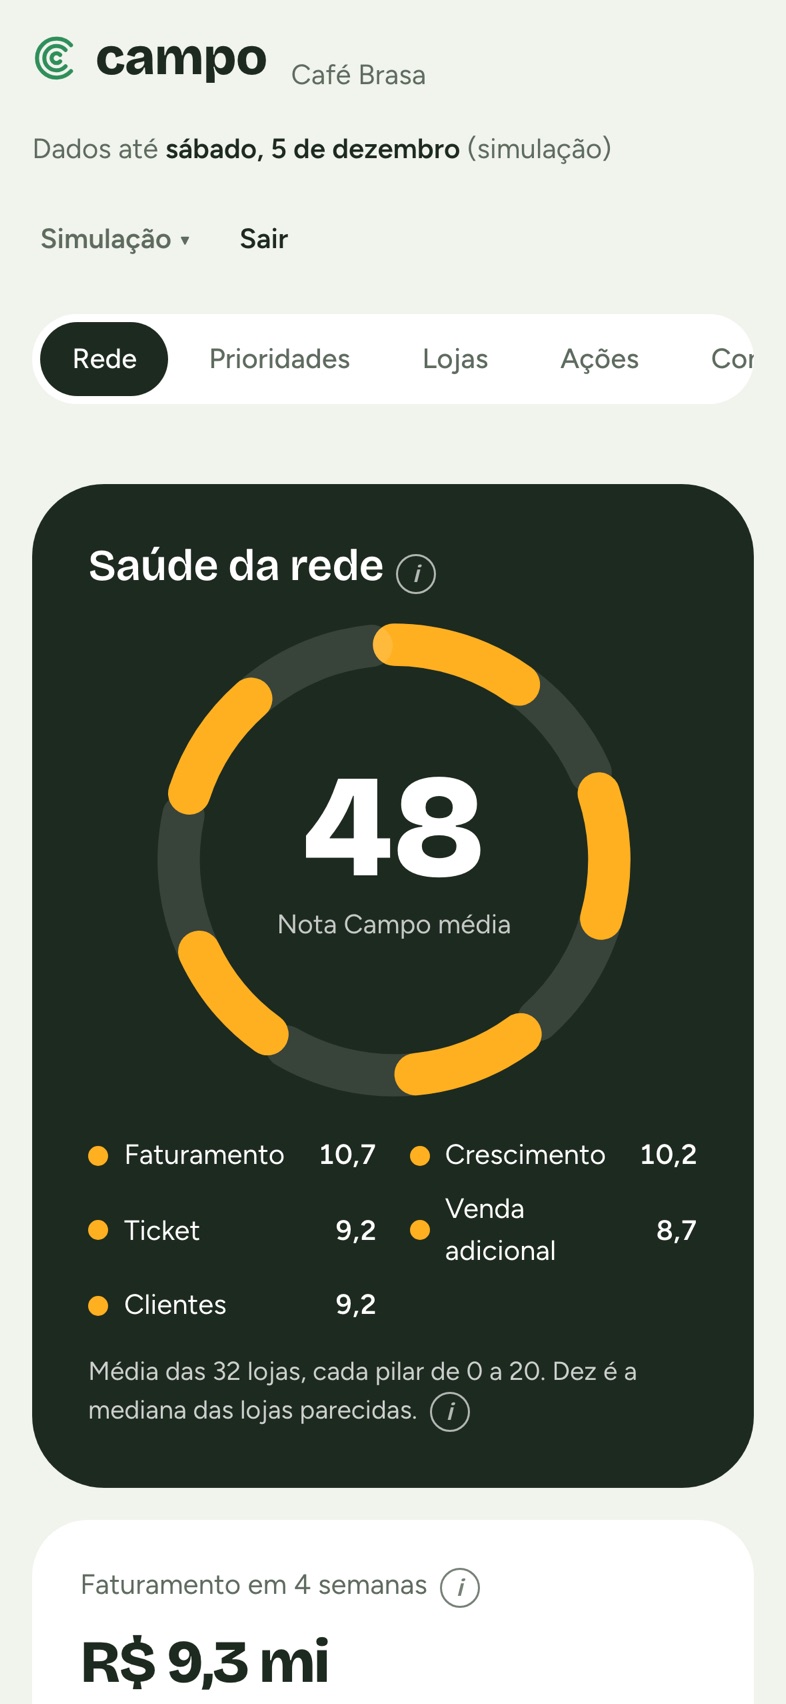 campo Café Brasa
Dados até sábado, 5 de dezembro (simulação)
Simulação ▾ Sair
Rede Prioridades Lojas Ações
Saúde da rede i
48
Nota Campo média
Faturamento 10,7 Crescimento 10,2
Ticket 9,2 Venda adicional 8,7
Clientes 9,2
Média das 32 lojas, cada pilar de 0 a 20. Dez é a
mediana das lojas parecidas. i
Faturamento em 4 semanas i
R$ 9,3 mi